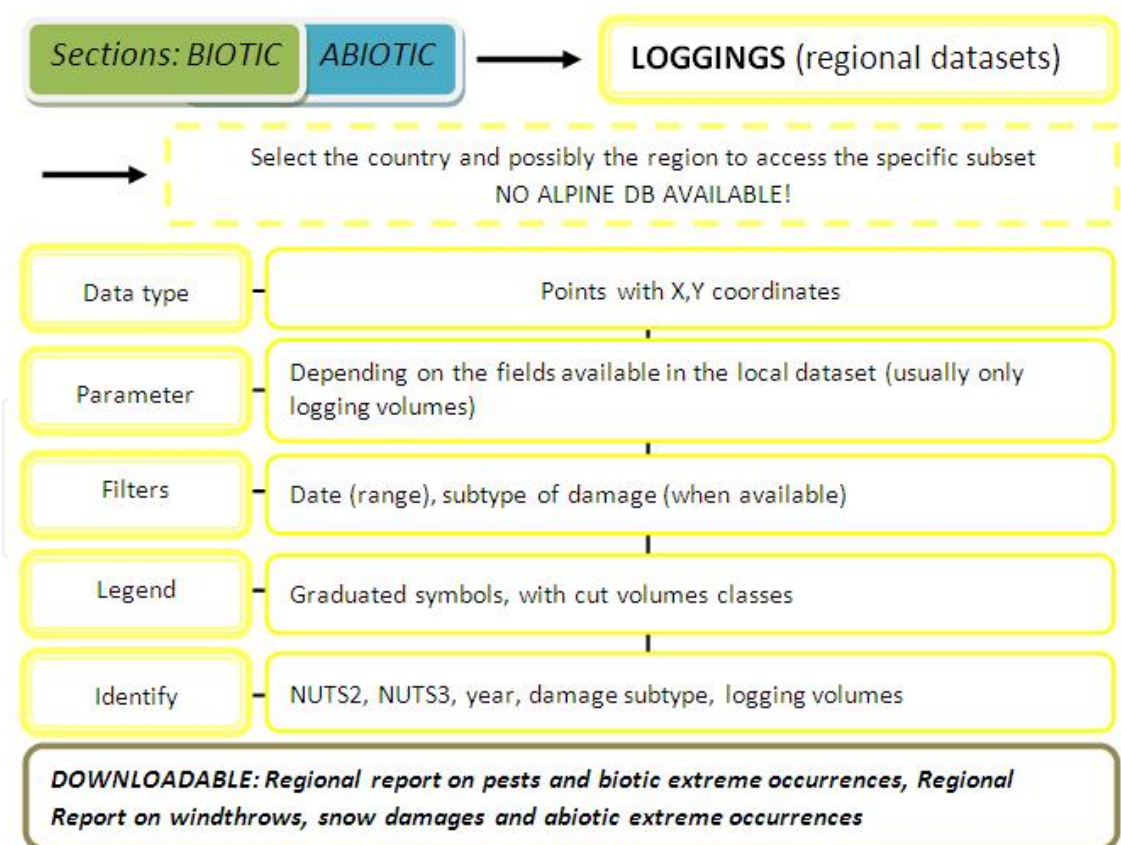 Sections: BIOTIC ABIOTIC LOGGINGS (regional datasets)
Select the country and possibly the region to access the specific subset
NO ALPINE DB AVAILABLE!
Data type
Points with X,Y coordinates
Parameter
Depending on the fields available in the local dataset (usually only
logging volumes)
Filters
Date (range), subtype of damage (when available)
Legend
Graduated symbols, with cut volumes classes
Identify
NUTS2, NUTS3, year, damage subtype, logging volumes
DOWNLOADABLE: Regional report on pests and biotic extreme occurrences, Regional
Report on windthrows, snow damages and abiotic extreme occurrences